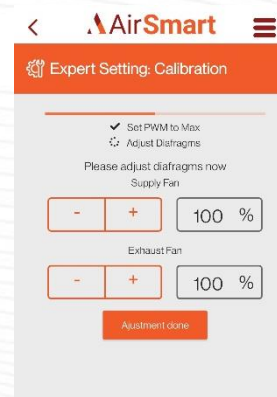 AirSmart
Expert Setting: Calibration
Set PWM to Max
Adjust Diafragms
Please adjust diafragms now
Supply Fan
- + 100 %
Exhaust Fan
- + 100 %
Ajustment done